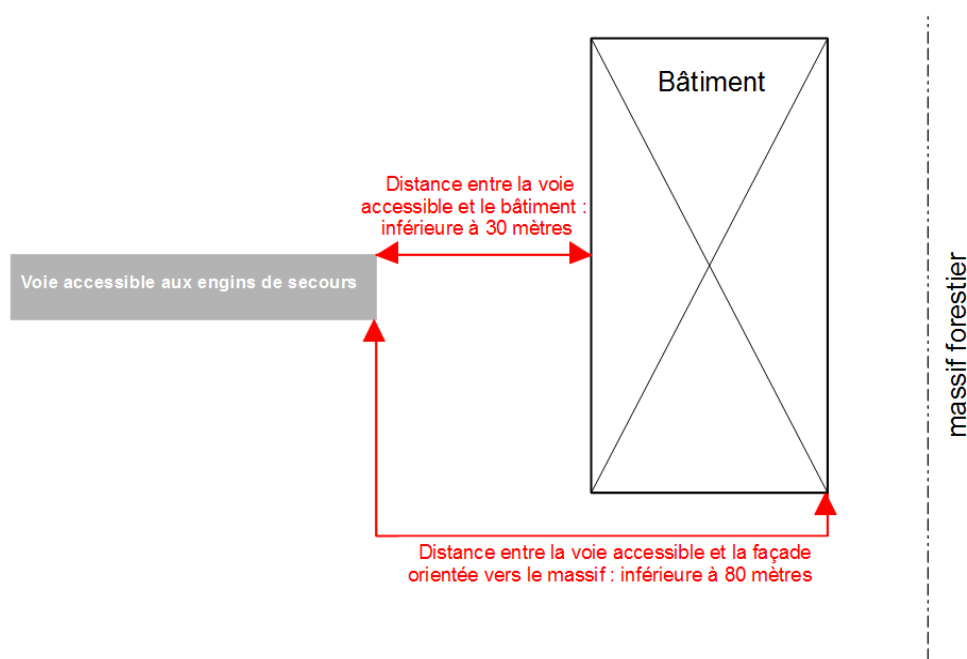 Bâtiment
Distance entre la voie
accessible et le bâtiment :
inférieure à 30 mètres
Voie accessible aux engins de secours
massif forestier
Distance entre la voie accessible et la façade
orientée vers le massif : inférieure à 80 mètres